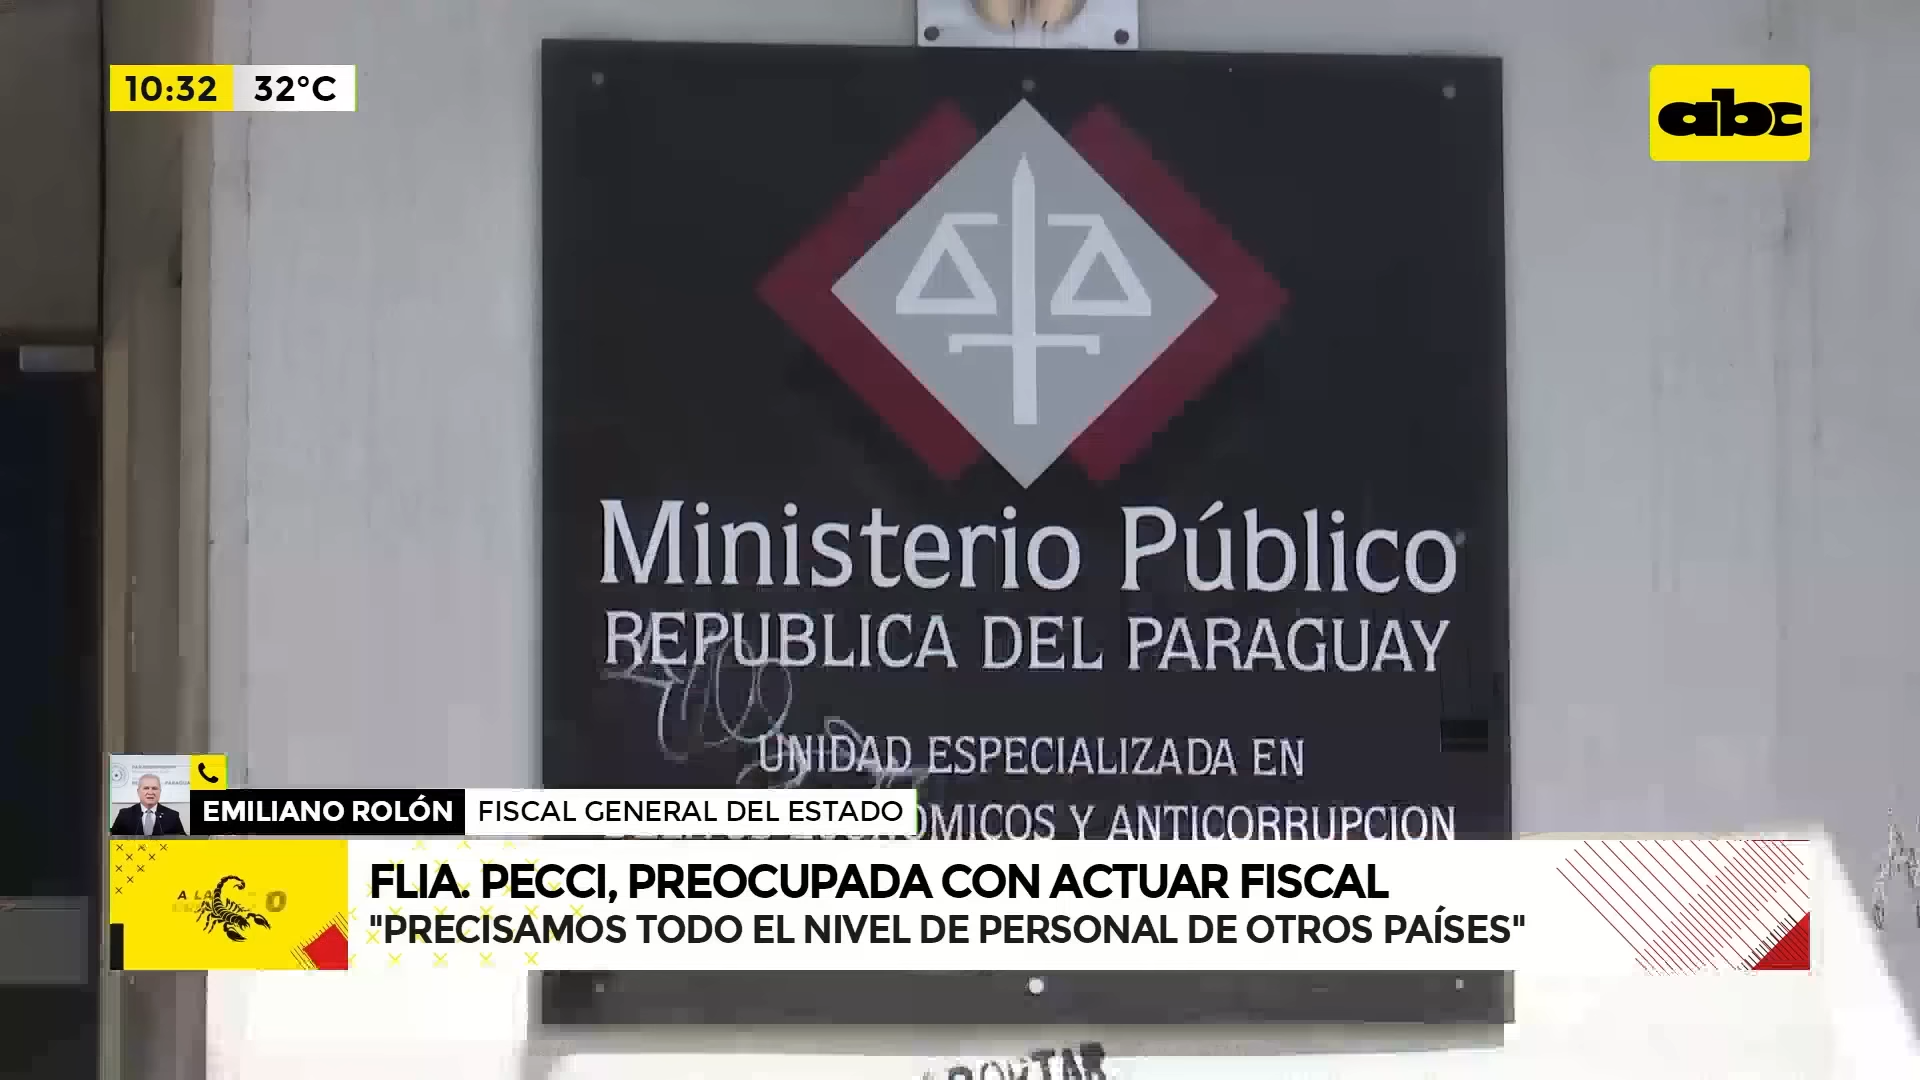 10:32 32°C
abc
Ministerio Público
REPUBLICA DEL PARAGUAY
UNIDAD ESPECIALIZADA EN
Y ANTICORRUPCION
EMILIANO ROLÓN FISCAL GENERAL DEL ESTADO
FLIA. PECCI, PREOCUPADA CON ACTUAR FISCAL
"PRECISAMOS TODO EL NIVEL DE PERSONAL DE OTROS PAÍSES"